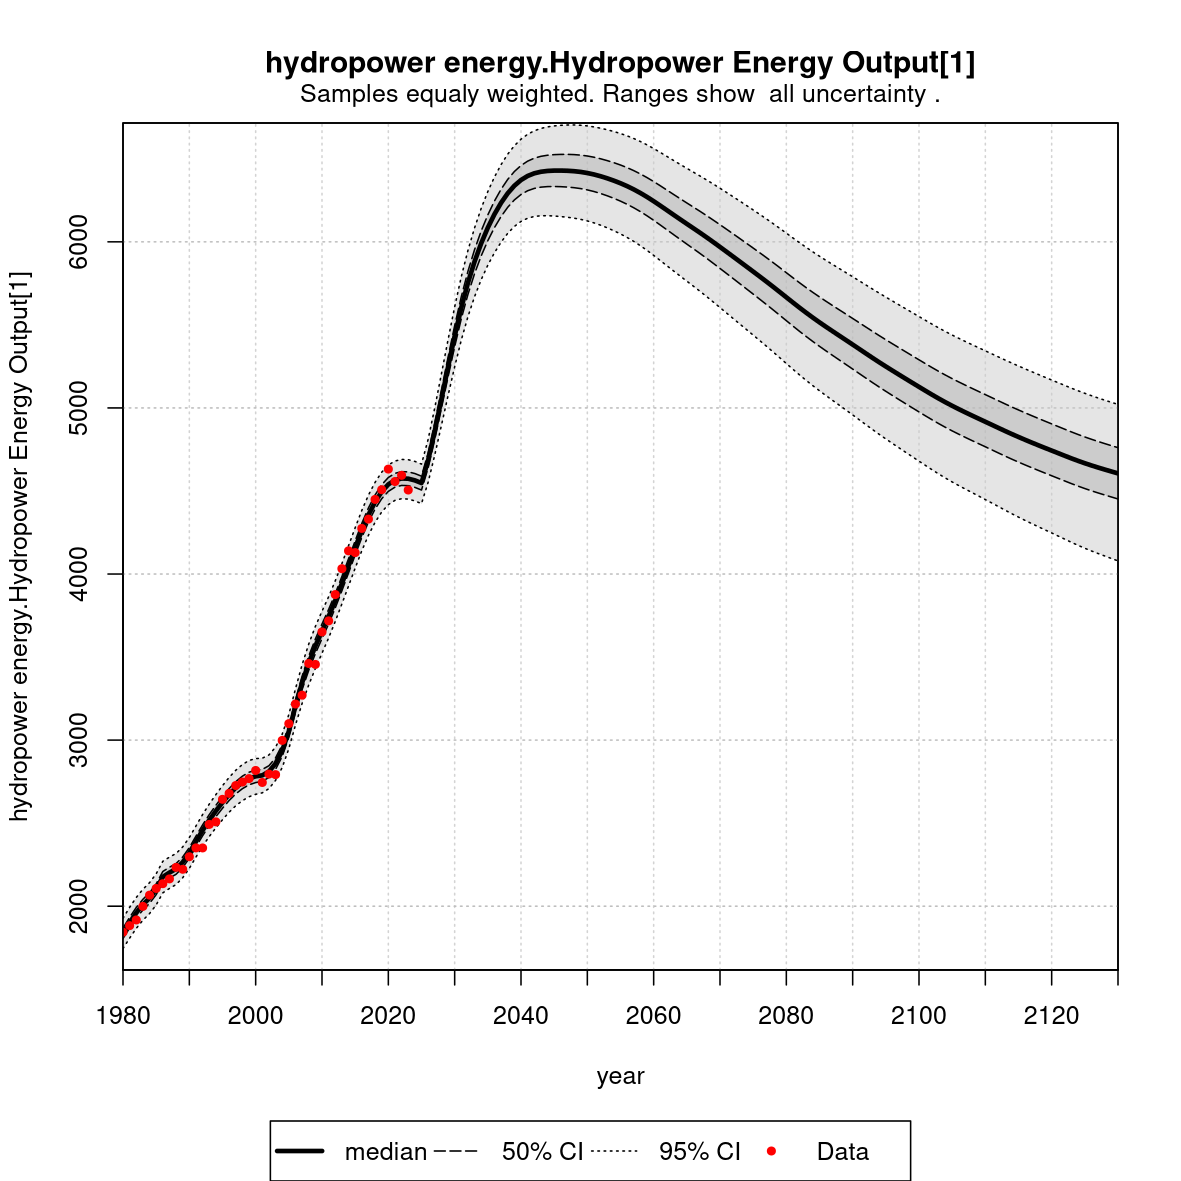 hydropower energy.Hydropower Energy Output[1]
Samples equaly weighted. Ranges show  all uncertainty .
hydropower energy.Hydropower Energy Output[1]
6000
5000
4000
3000
2000
1980 2000 2020 2040 2060 2080 2100 2120
year
median 50% CI 95% CI Data